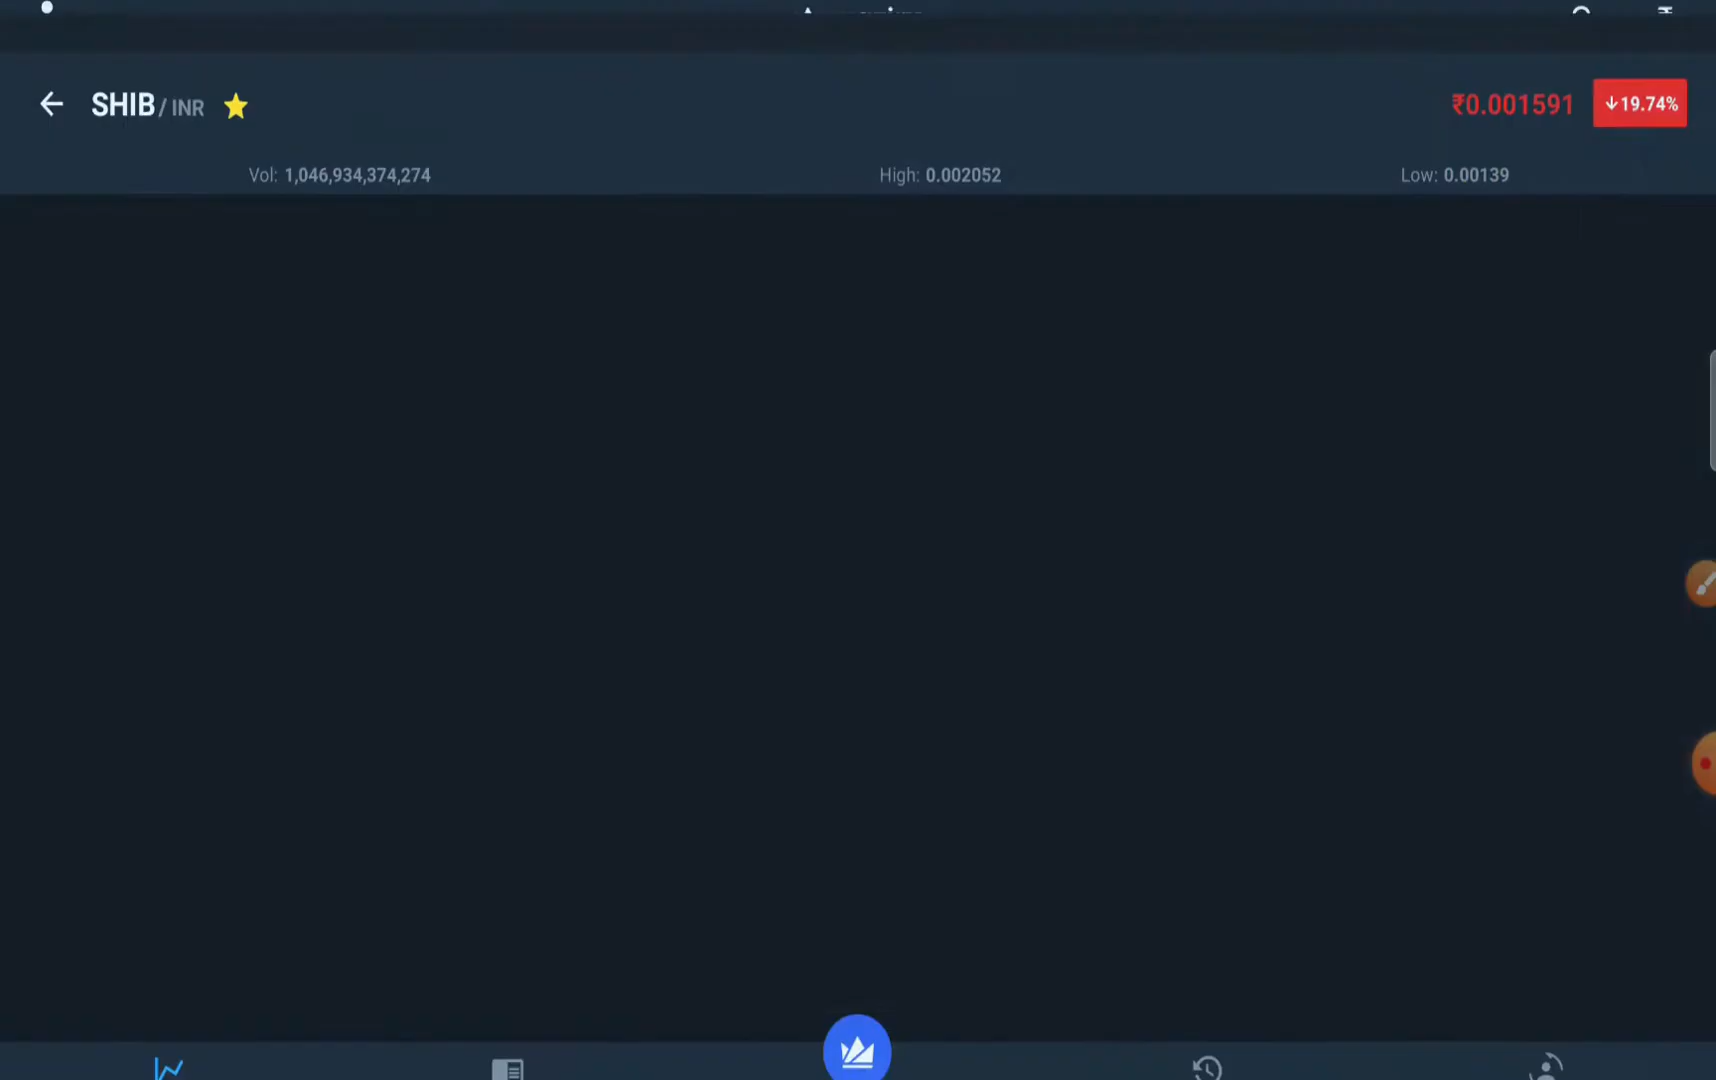 SHIB / INR ₹0.001591 ↓19.74%
Vol: 1,046,934,374,274 High: 0.002052 Low: 0.00139